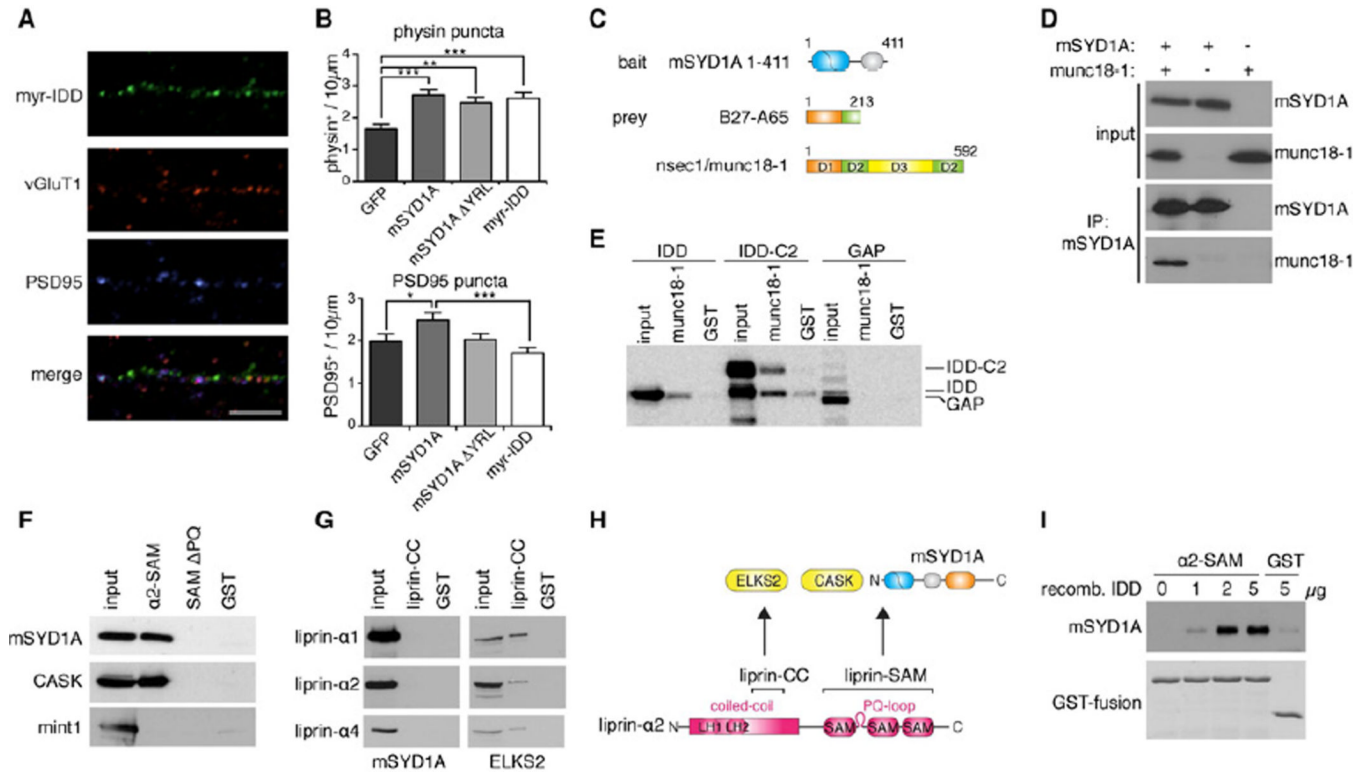 A
myr-IDD
vGluT1
PSD95
merge
B
physin puncta
physin⁺ / 10µm
4
3
2
1
0
***
**
***
GFP
mSYD1A
mSYD1A ΔYRL
myr-IDD
PSD95 puncta
PSD95⁺ / 10µm
3
2
1
0
*
***
GFP
mSYD1A
mSYD1A ΔYRL
myr-IDD
C
1 411
bait mSYD1A 1-411
1 213
prey B27-A65
1 592
nsec1/munc18-1 D1 D2 D3 D2
D
mSYD1A: + + -
munc18-1: + - +
input
mSYD1A
munc18-1
IP:
mSYD1A
mSYD1A
munc18-1
E
IDD IDD-C2 GAP
input munc18-1 GST input munc18-1 GST input munc18-1 GST
IDD-C2
IDD
GAP
F
input α2-SAM SAM ΔPQ GST
mSYD1A
CASK
mint1
G
input liprin-CC GST input liprin-CC GST
liprin-α1
liprin-α2
liprin-α4
mSYD1A ELKS2
H
mSYD1A
ELKS2 CASK N C
liprin-CC liprin-SAM
coiled-coil PQ-loop
liprin-α2 N LH1 LH2 SAM SAM SAM C
I
α2-SAM GST
recomb. IDD 0 1 2 5 5 µg
mSYD1A
GST-fusion